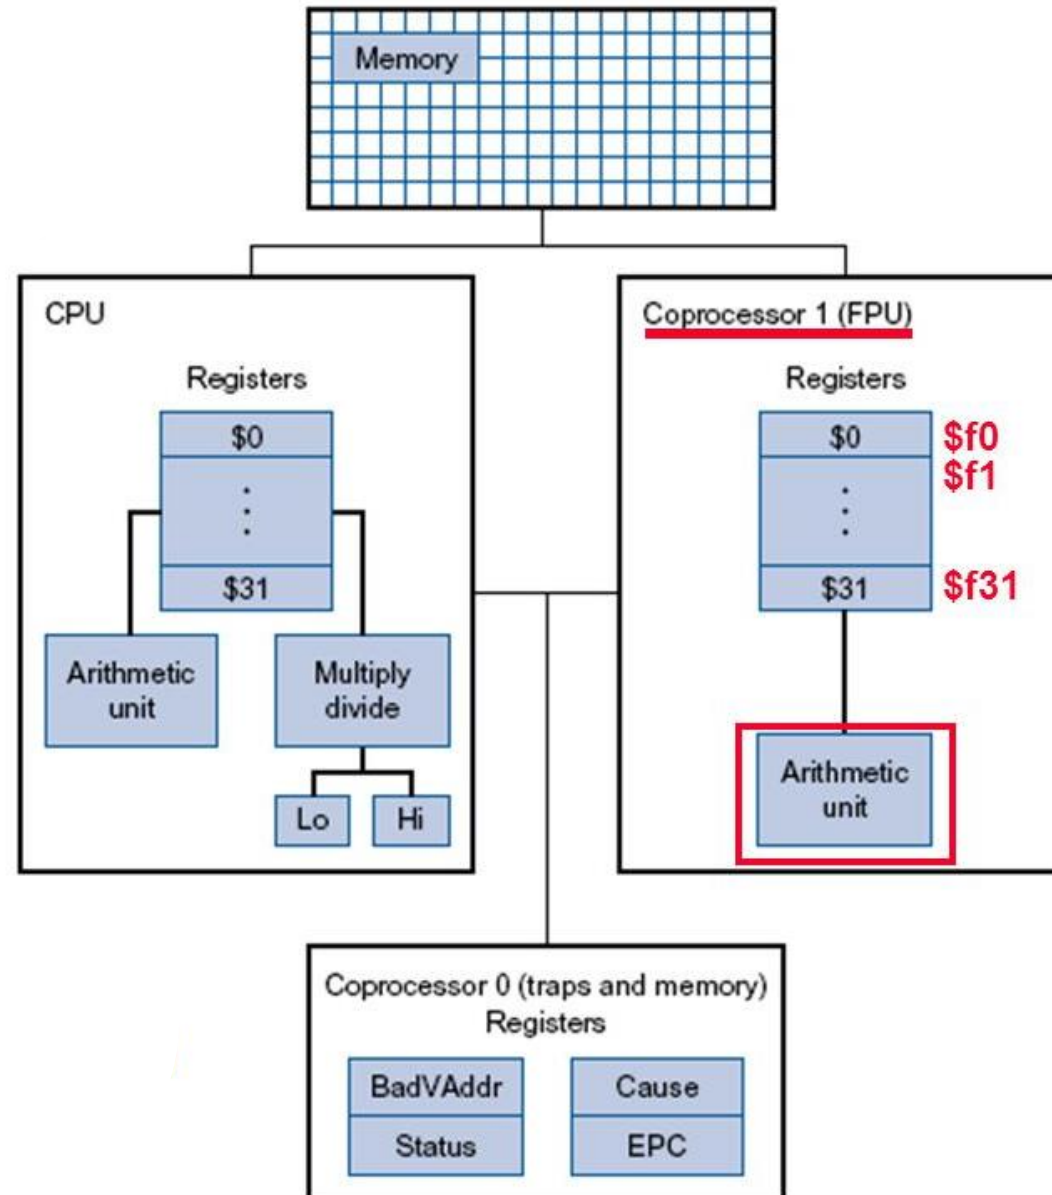 Memory
CPU
Registers
$0
$31
Arithmetic
unit
Multiply
divide
Lo
Hi
Coprocessor 1 (FPU)
Registers
$0
$31
$f0
$f1
$f31
Arithmetic
unit
Coprocessor 0 (traps and memory)
Registers
BadVAddr
Cause
Status
EPC